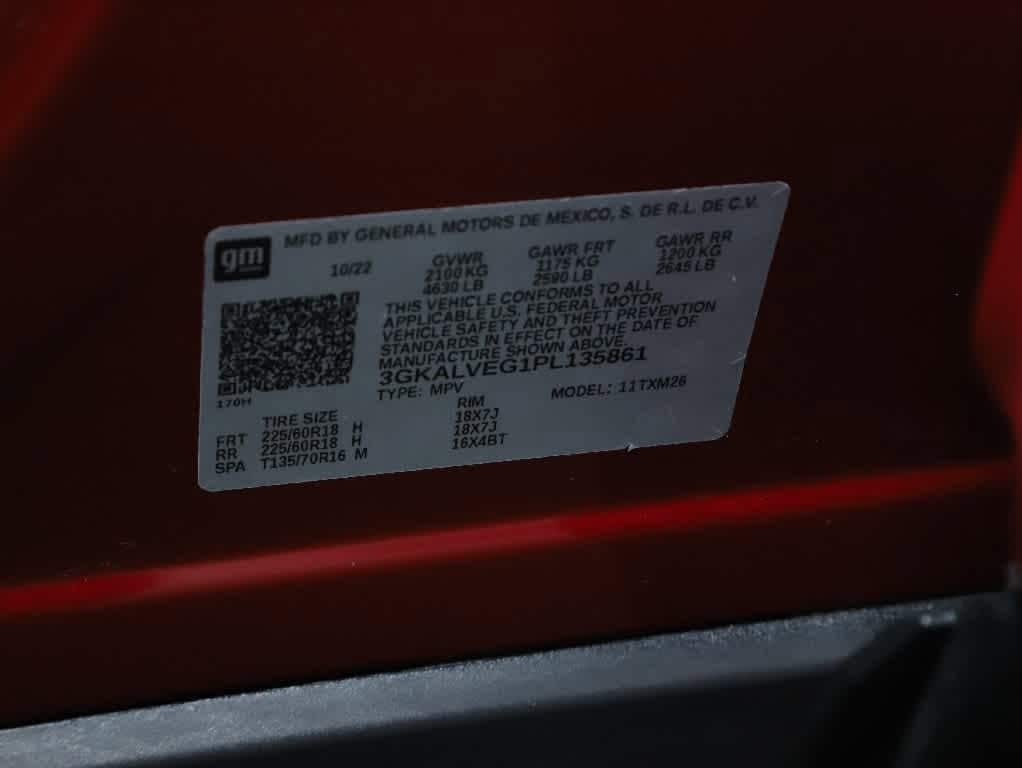 gm
MFD BY GENERAL MOTORS DE MEXICO, S. DE R.L. DE C.V.
10/22 GVWR GAWR FRT GAWR RR
2100 KG 1175 KG 1200 KG
4630 LB 2590 LB 2645 LB
THIS VEHICLE CONFORMS TO ALL
APPLICABLE U.S. FEDERAL MOTOR
VEHICLE SAFETY AND THEFT PREVENTION
STANDARDS IN EFFECT ON THE DATE OF
MANUFACTURE SHOWN ABOVE.
3GKALVEG1PL135861
TYPE: MPV MODEL: 11TXM26
170H
TIRE SIZE RIM
FRT 225/60R18 H 18X7J
RR 225/60R18 H 18X7J
SPA T135/70R16 M 16X4BT